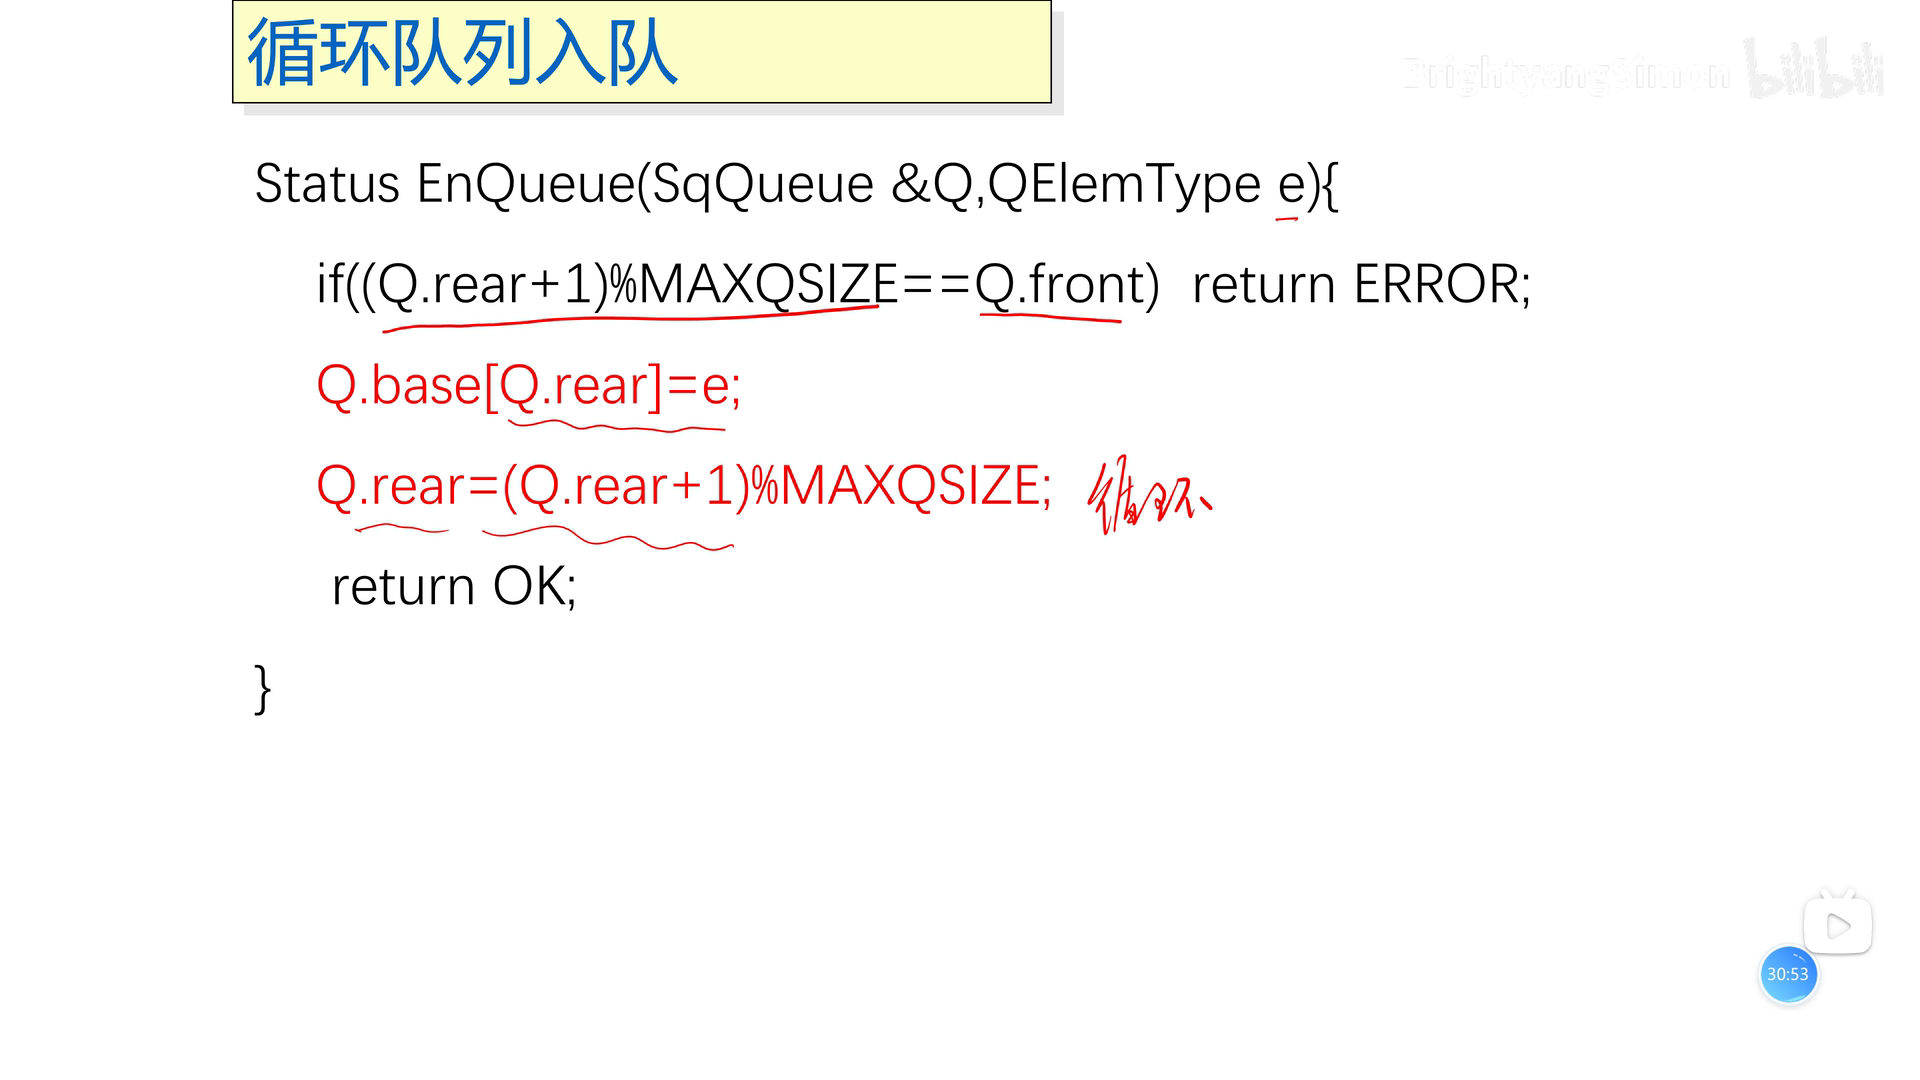 循环队列入队
BrightyangSimon bilibili
Status EnQueue(SqQueue &Q,QElemType e){
if((Q.rear+1)%MAXQSIZE==Q.front) return ERROR;
Q.base[Q.rear]=e;
Q.rear=(Q.rear+1)%MAXQSIZE; 循环
return OK;
}
30:53